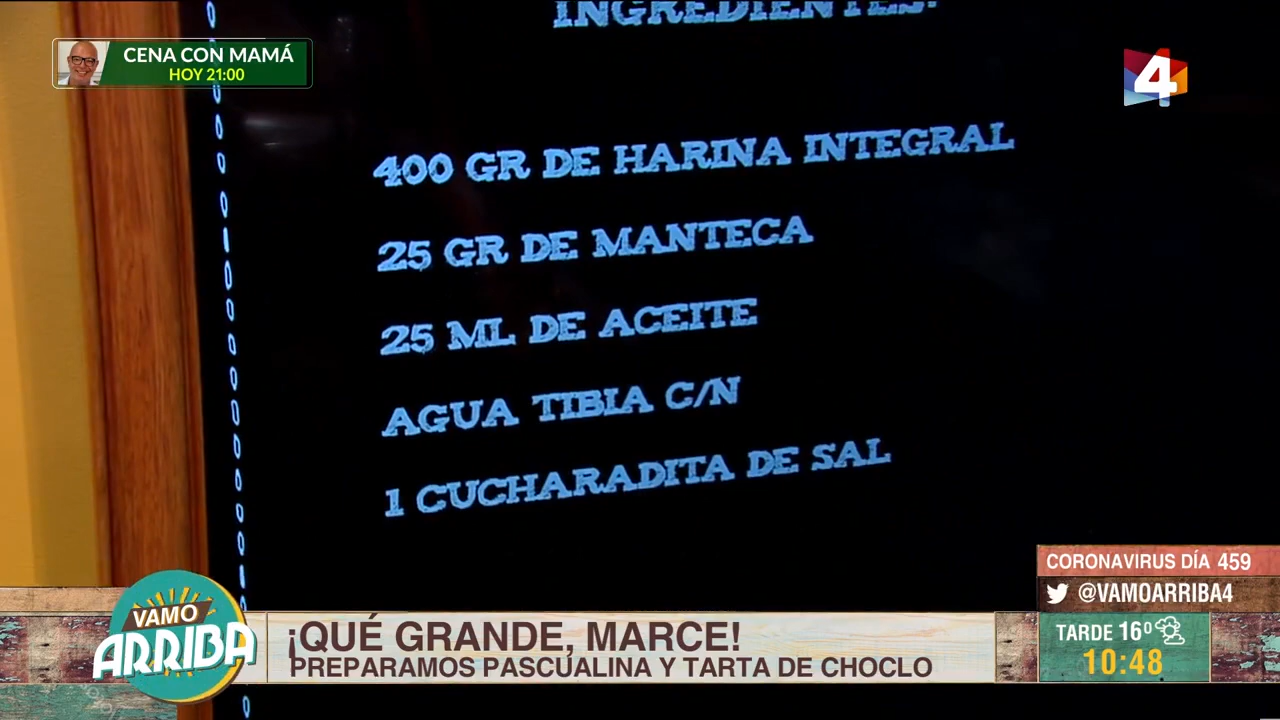 INGREDIENTES:
CENA CON MAMÁ
HOY 21:00
4
400 GR DE HARINA INTEGRAL
25 GR DE MANTECA
25 ML DE ACEITE
AGUA TIBIA C/N
1 CUCHARADITA DE SAL
CORONAVIRUS DÍA 459
@VAMOARRIBA4
VAMO
ARRIBA
¡QUÉ GRANDE, MARCE!
PREPARAMOS PASCUALINA Y TARTA DE CHOCLO
TARDE 16º
10:48